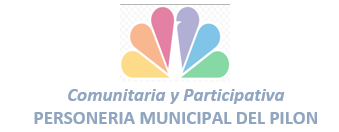 Comunitaria y Participativa
PERSONERIA MUNICIPAL DEL PILON